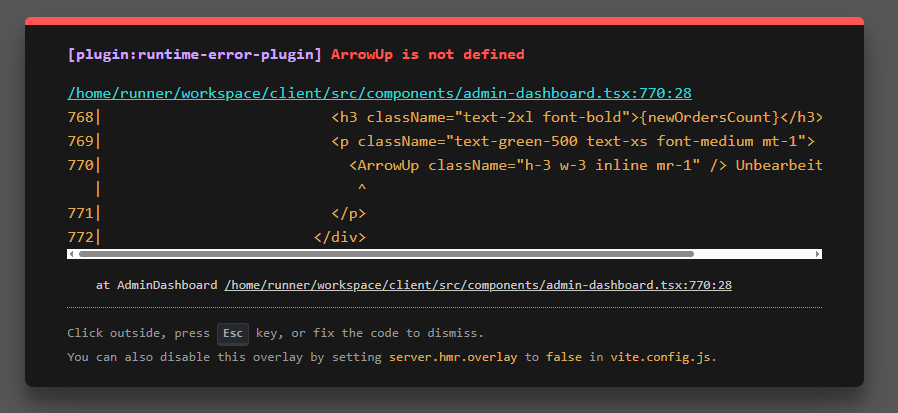 [plugin:runtime-error-plugin] ArrowUp is not defined
/home/runner/workspace/client/src/components/admin-dashboard.tsx:770:28
768|                          <h3 className="text-2xl font-bold">{newOrdersCount}</h3>
769|                          <p className="text-green-500 text-xs font-medium mt-1">
770|                            <ArrowUp className="h-3 w-3 inline mr-1" /> Unbearbeit
   |                             ^
771|                          </p>
772|                        </div>
at AdminDashboard /home/runner/workspace/client/src/components/admin-dashboard.tsx:770:28
Click outside, press Esc key, or fix the code to dismiss.
You can also disable this overlay by setting server.hmr.overlay to false in vite.config.js.